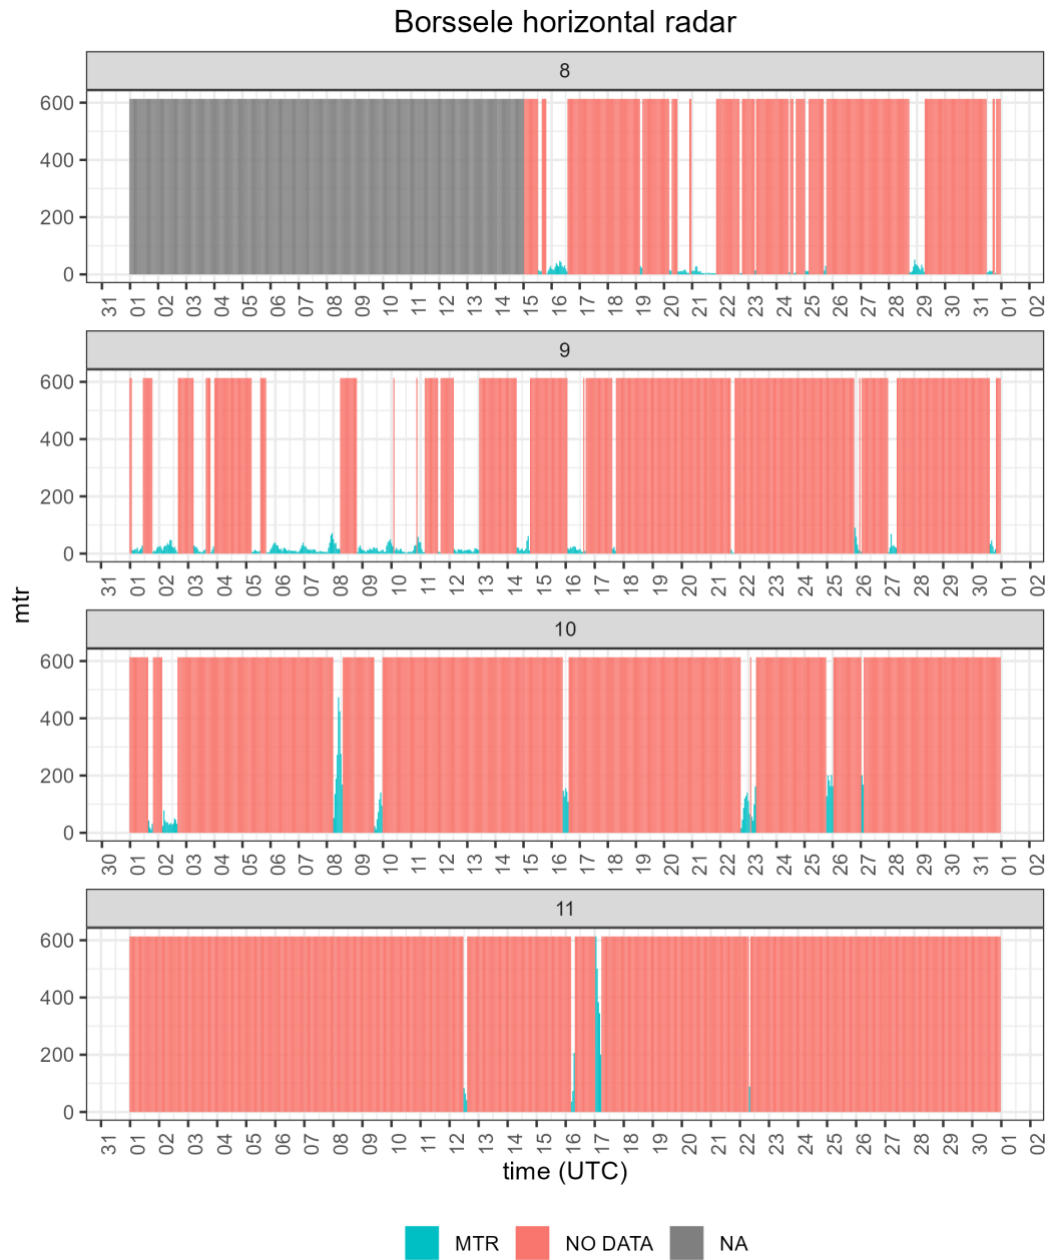 Borssele horizontal radar
8
600
400
200
0
31 01 02 03 04 05 06 07 08 09 10 11 12 13 14 15 16 17 18 19 20 21 22 23 24 25 26 27 28 29 30 31 01 02
9
600
400
200
0
31 01 02 03 04 05 06 07 08 09 10 11 12 13 14 15 16 17 18 19 20 21 22 23 24 25 26 27 28 29 30 01 02
mtr
10
600
400
200
0
30 01 02 03 04 05 06 07 08 09 10 11 12 13 14 15 16 17 18 19 20 21 22 23 24 25 26 27 28 29 30 31 01 02
11
600
400
200
0
31 01 02 03 04 05 06 07 08 09 10 11 12 13 14 15 16 17 18 19 20 21 22 23 24 25 26 27 28 29 30 01 02
time (UTC)
MTR NO DATA NA